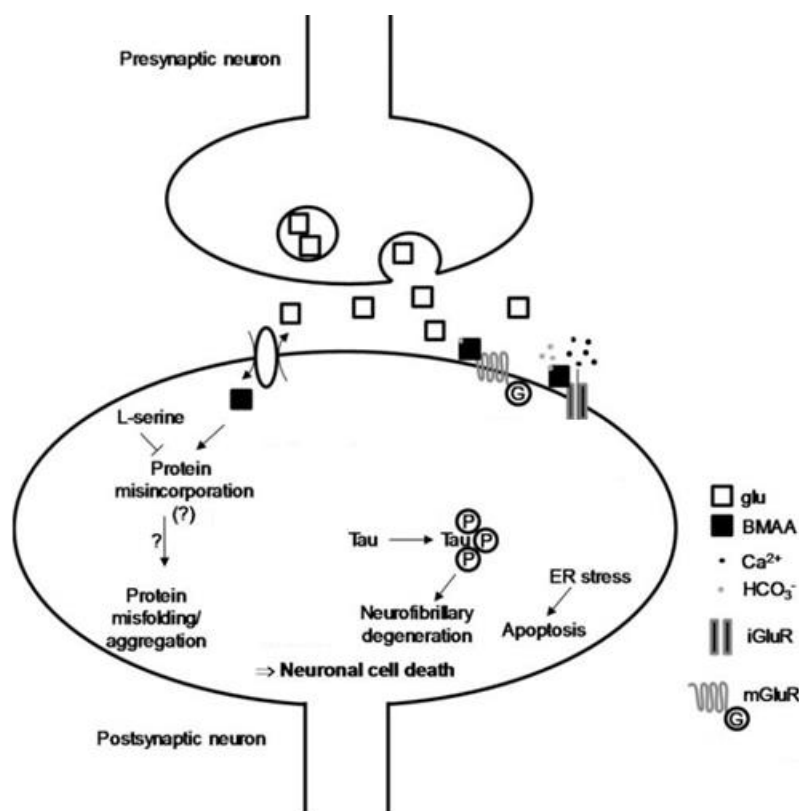 Presynaptic neuron
G
L-serine
Protein
misincorporation
(?)
?
Protein
misfolding/
aggregation
Tau
Tau
P
P
P
Neurofibrillary
degeneration
ER stress
Apoptosis
⇒ Neuronal cell death
Postsynaptic neuron
glu
BMAA
Ca²⁺
HCO₃⁻
iGluR
mGluR
G